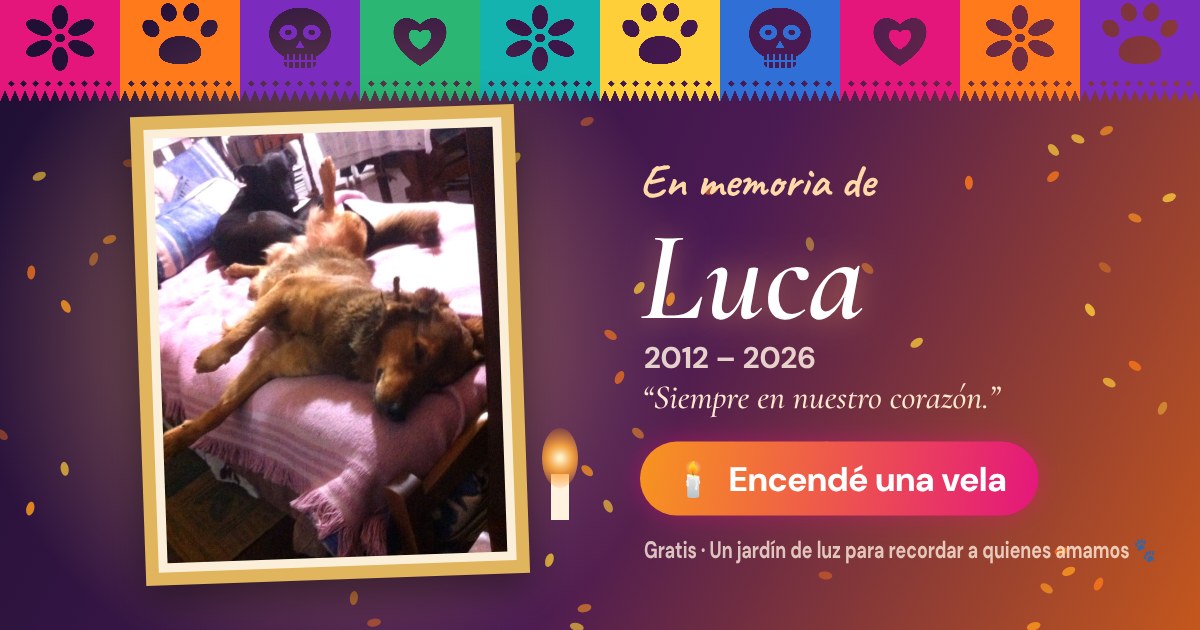 En memoria de
Luca
2012 – 2026
“Siempre en nuestro corazón.”
Encendé una vela
Gratis · Un jardín de luz para recordar a quienes amamos